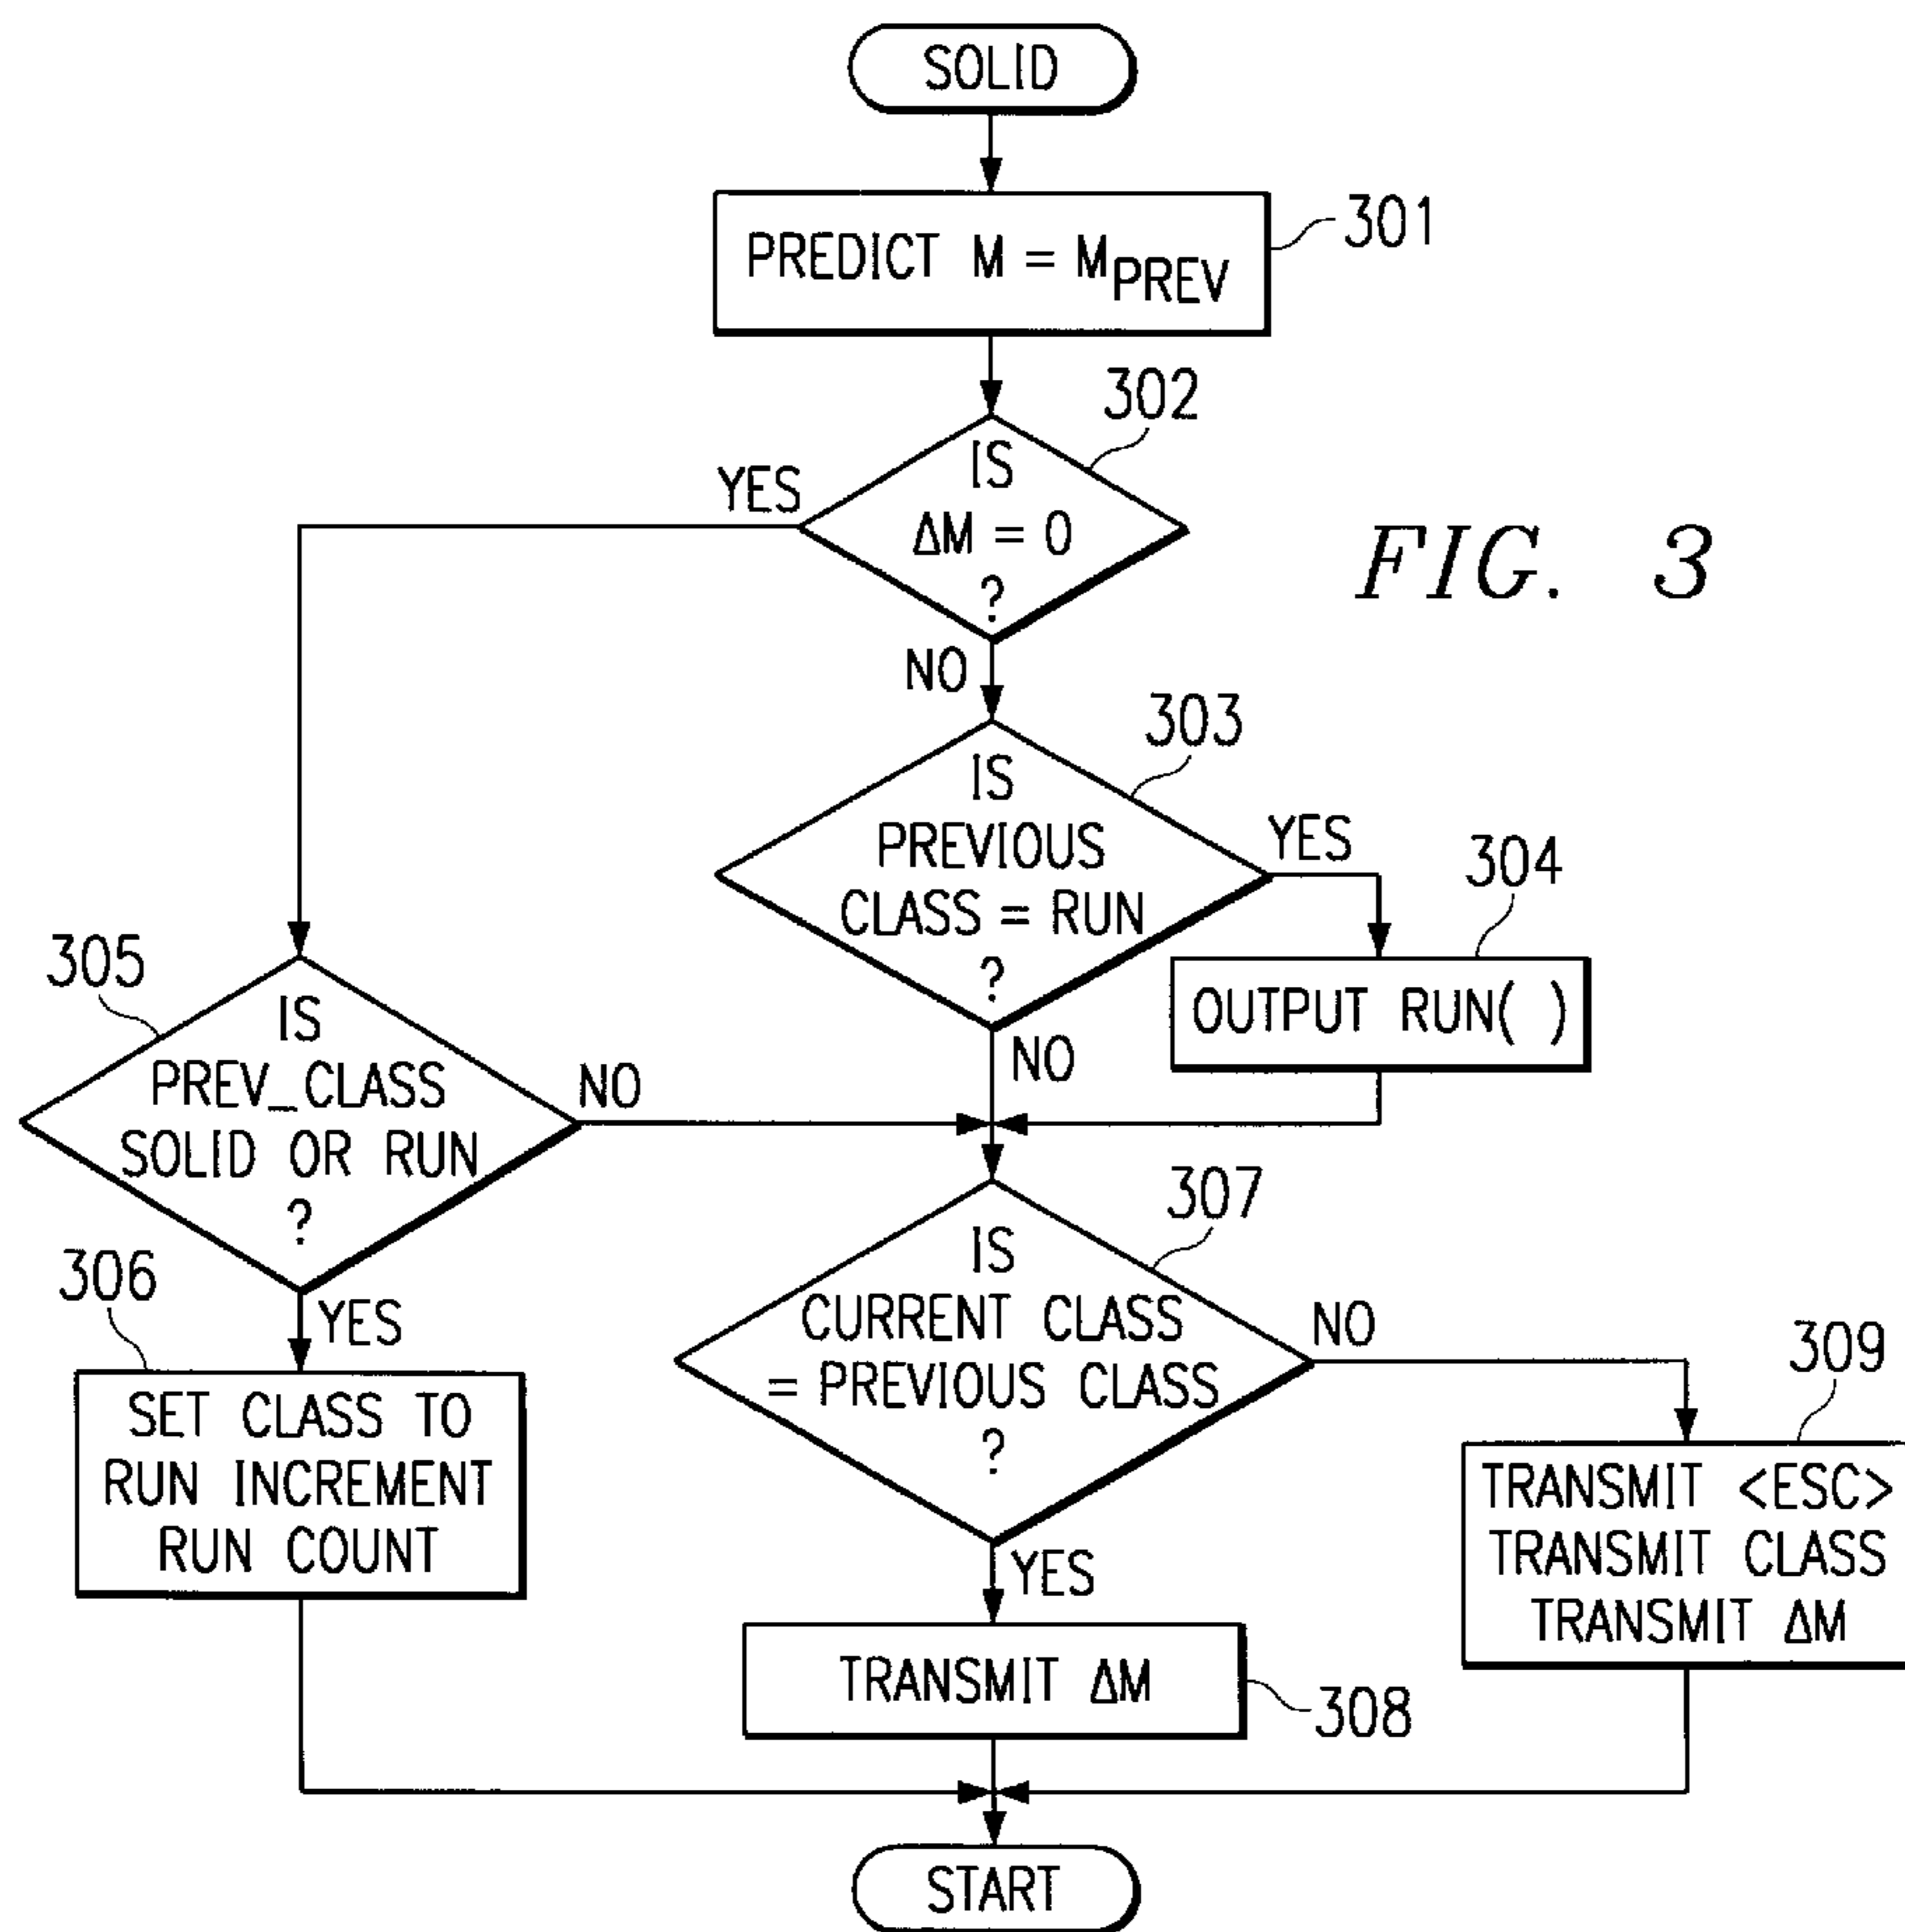 SOLID
PREDICT M = MPREV
301
302
IS
ΔM = 0
?
YES
NO
FIG. 3
303
IS
PREVIOUS
CLASS = RUN
?
YES
NO
304
OUTPUT RUN( )
305
IS
PREV_CLASS
SOLID OR RUN
?
NO
YES
306
SET CLASS TO
RUN INCREMENT
RUN COUNT
307
IS
CURRENT CLASS
= PREVIOUS CLASS
?
NO
YES
309
TRANSMIT <ESC>
TRANSMIT CLASS
TRANSMIT ΔM
TRANSMIT ΔM
308
START